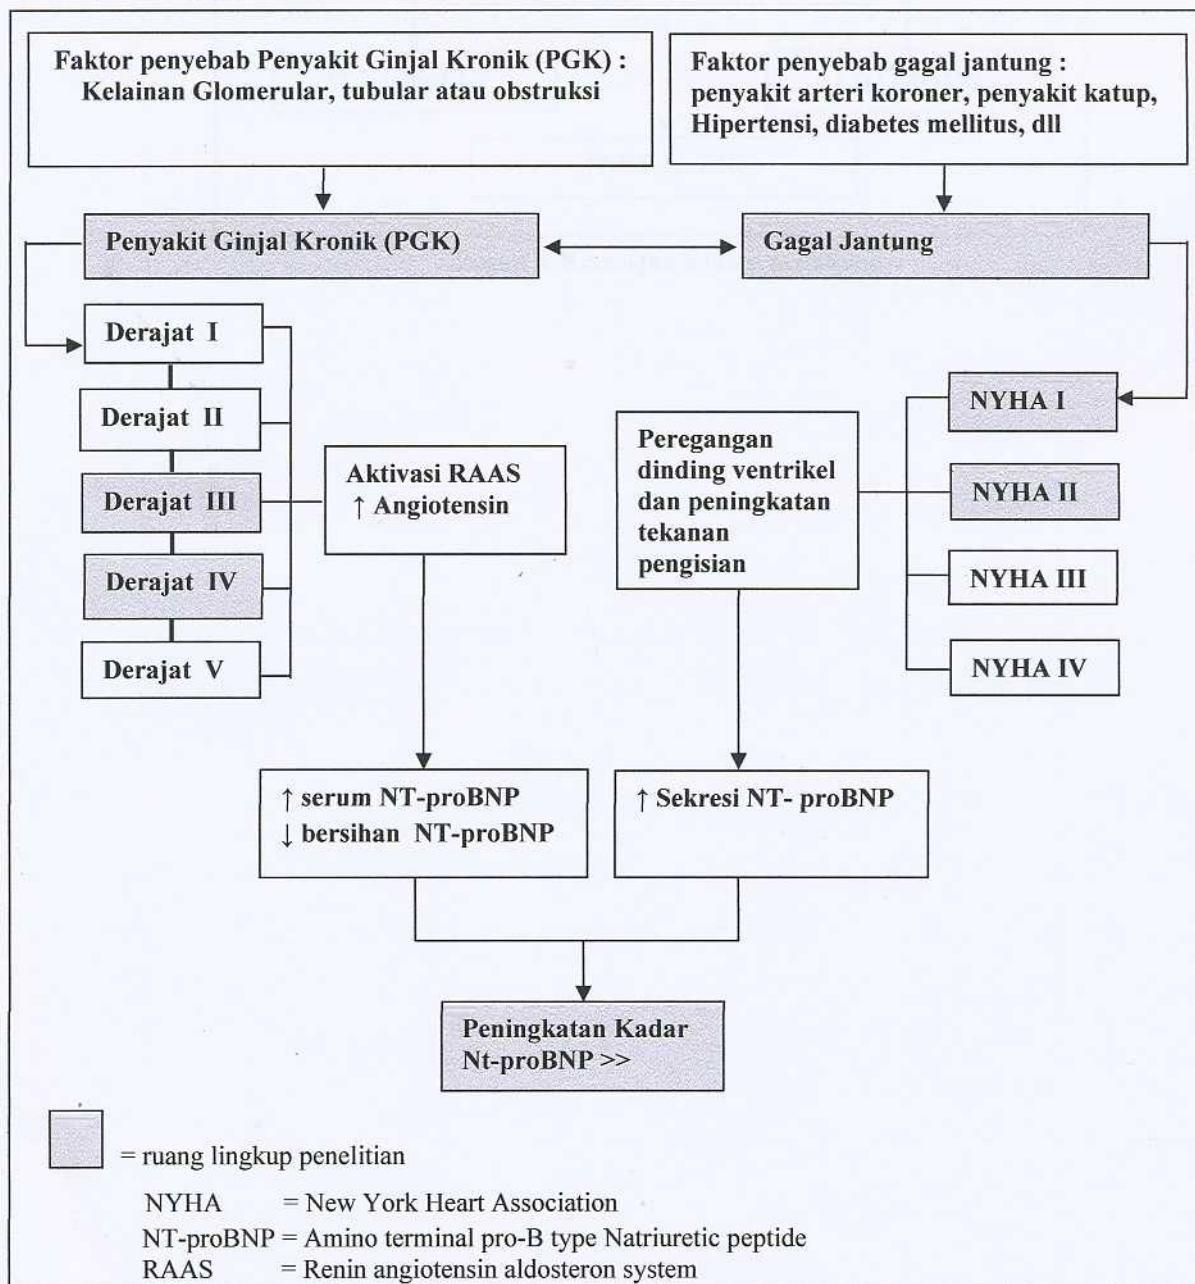 Faktor penyebab Penyakit Ginjal Kronik (PGK) :
Kelainan Glomerular, tubular atau obstruksi
Faktor penyebab gagal jantung :
penyakit arteri koroner, penyakit katup,
Hipertensi, diabetes mellitus, dll
Penyakit Ginjal Kronik (PGK)
Gagal Jantung
Derajat I
Derajat II
Derajat III
Derajat IV
Derajat V
Aktivasi RAAS
↑ Angiotensin
Peregangan
dinding ventrikel
dan peningkatan
tekanan
pengisian
NYHA I
NYHA II
NYHA III
NYHA IV
↑ serum NT-proBNP
↓ bersihan NT-proBNP
↑ Sekresi NT- proBNP
Peningkatan Kadar
Nt-proBNP >>
= ruang lingkup penelitian
NYHA = New York Heart Association
NT-proBNP = Amino terminal pro-B type Natriuretic peptide
RAAS = Renin angiotensin aldosteron system